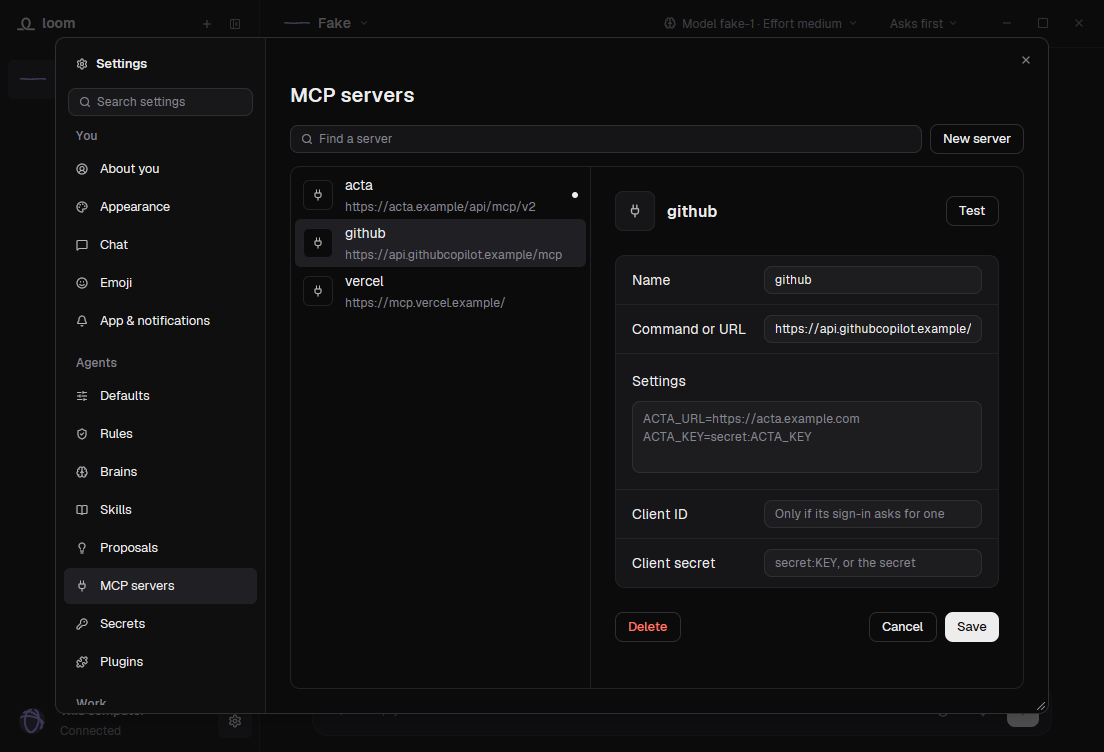 loom
Fake
Model fake-1 · Effort medium
Asks first
Settings
Search settings
You
About you
Appearance
Chat
Emoji
App & notifications
Agents
Defaults
Rules
Brains
Skills
Proposals
MCP servers
Secrets
Plugins
Work
Connected
MCP servers
Find a server
New server
acta
https://acta.example/api/mcp/v2
github
https://api.githubcopilot.example/mcp
vercel
https://mcp.vercel.example/
github
Test
Name
github
Command or URL
https://api.githubcopilot.example/
Settings
ACTA_URL=https://acta.example.com
ACTA_KEY=secret:ACTA_KEY
Client ID
Only if its sign-in asks for one
Client secret
secret:KEY, or the secret
Delete
Cancel
Save